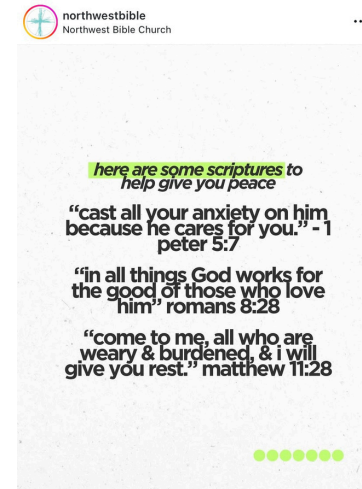 northwestbible
Northwest Bible Church
here are some scriptures to
help give you peace
“cast all your anxiety on him
because he cares for you.” - 1
peter 5:7
“in all things God works for
the good of those who love
him” romans 8:28
“come to me, all who are
weary & burdened, & i will
give you rest.” matthew 11:28